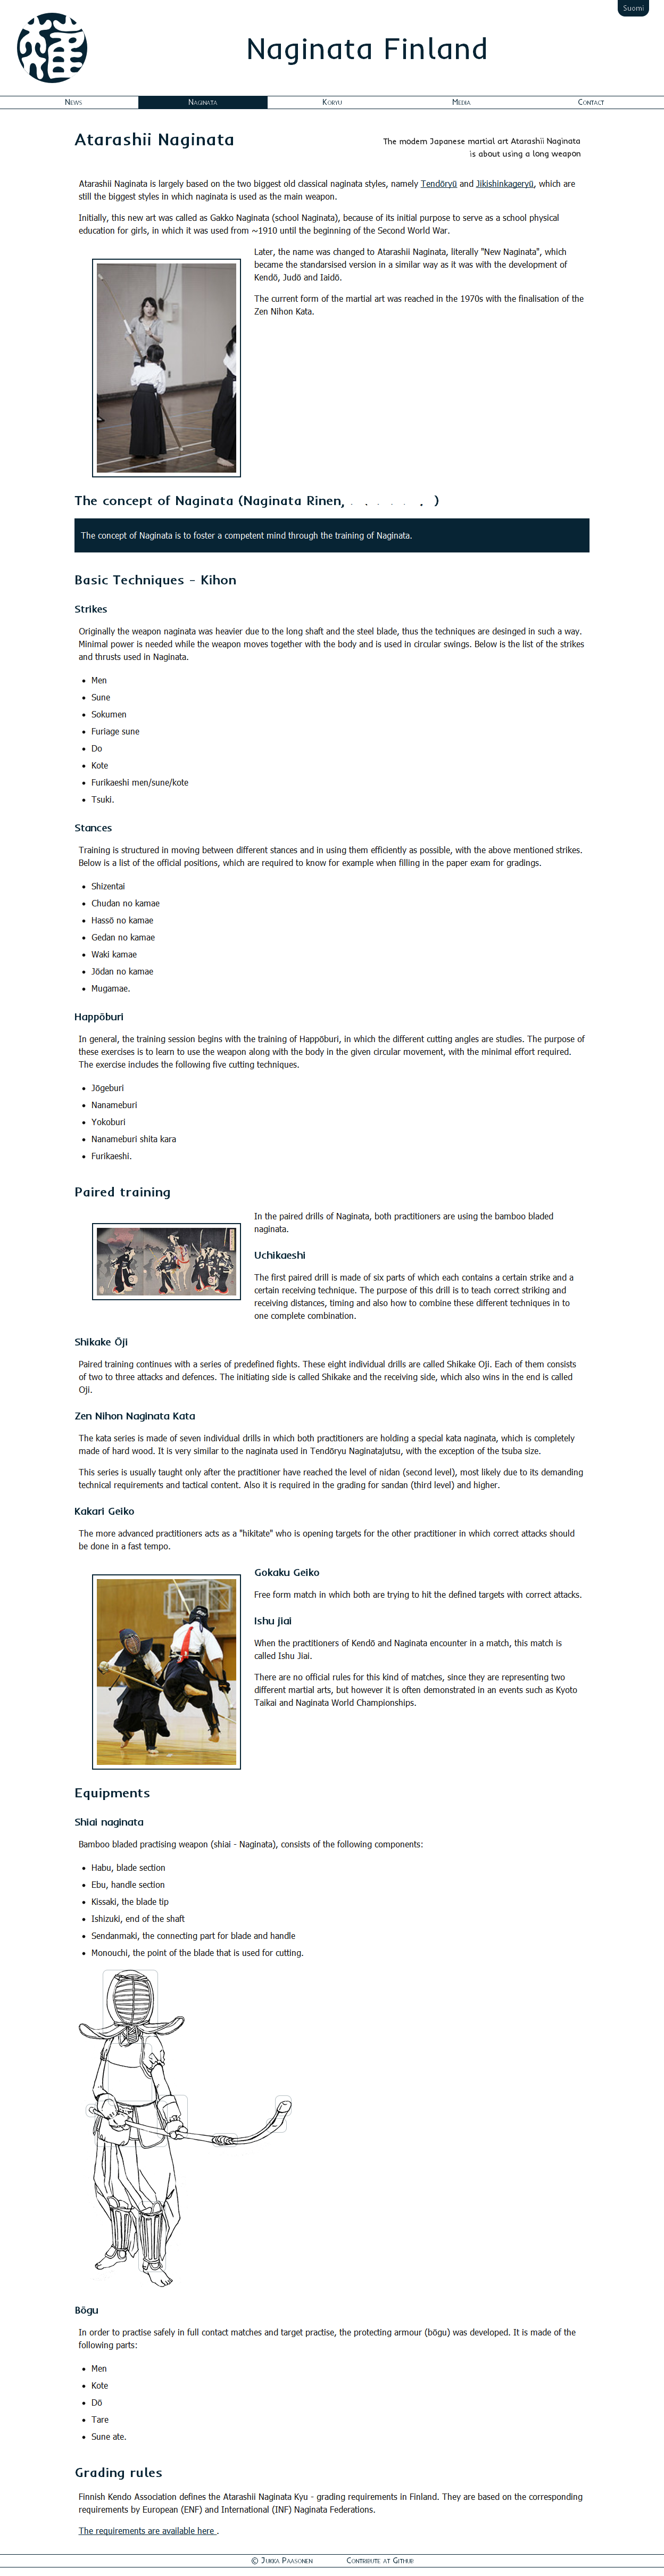 Suomi
Naginata Finland
News
Naginata
Koryu
Media
Contact
Atarashii Naginata
The modern Japanese martial art Atarashii Naginata
is about using a long weapon
Atarashii Naginata is largely based on the two biggest old classical naginata styles, namely Tendōryū and Jikishinkageryū, which are
still the biggest styles in which naginata is used as the main weapon.
Initially, this new art was called as Gakko Naginata (school Naginata), because of its initial purpose to serve as a school physical
education for girls, in which it was used from ~1910 until the beginning of the Second World War.
Later, the name was changed to Atarashii Naginata, literally "New Naginata", which
became the standarsised version in a similar way as it was with the development of
Kendō, Judō and Iaidō.
The current form of the martial art was reached in the 1970s with the finalisation of the
Zen Nihon Kata.
The concept of Naginata (Naginata Rinen, )
The concept of Naginata is to foster a competent mind through the training of Naginata.
Basic Techniques - Kihon
Strikes
Originally the weapon naginata was heavier due to the long shaft and the steel blade, thus the techniques are desinged in such a way.
Minimal power is needed while the weapon moves together with the body and is used in circular swings. Below is the list of the strikes
and thrusts used in Naginata.
• Men
• Sune
• Sokumen
• Furiage sune
• Do
• Kote
• Furikaeshi men/sune/kote
• Tsuki.
Stances
Training is structured in moving between different stances and in using them efficiently as possible, with the above mentioned strikes.
Below is a list of the official positions, which are required to know for example when filling in the paper exam for gradings.
• Shizentai
• Chudan no kamae
• Hassō no kamae
• Gedan no kamae
• Waki kamae
• Jōdan no kamae
• Mugamae.
Happōburi
In general, the training session begins with the training of Happōburi, in which the different cutting angles are studies. The purpose of
these exercises is to learn to use the weapon along with the body in the given circular movement, with the minimal effort required.
The exercise includes the following five cutting techniques.
• Jōgeburi
• Nanameburi
• Yokoburi
• Nanameburi shita kara
• Furikaeshi.
Paired training
In the paired drills of Naginata, both practitioners are using the bamboo bladed
naginata.
Uchikaeshi
The first paired drill is made of six parts of which each contains a certain strike and a
certain receiving technique. The purpose of this drill is to teach correct striking and
receiving distances, timing and also how to combine these different techniques in to
one complete combination.
Shikake Ōji
Paired training continues with a series of predefined fights. These eight individual drills are called Shikake Oji. Each of them consists
of two to three attacks and defences. The initiating side is called Shikake and the receiving side, which also wins in the end is called
Oji.
Zen Nihon Naginata Kata
The kata series is made of seven individual drills in which both practitioners are holding a special kata naginata, which is completely
made of hard wood. It is very similar to the naginata used in Tendōryu Naginatajutsu, with the exception of the tsuba size.
This series is usually taught only after the practitioner have reached the level of nidan (second level), most likely due to its demanding
technical requirements and tactical content. Also it is required in the grading for sandan (third level) and higher.
Kakari Geiko
The more advanced practitioners acts as a "hikitate" who is opening targets for the other practitioner in which correct attacks should
be done in a fast tempo.
Gokaku Geiko
Free form match in which both are trying to hit the defined targets with correct attacks.
Ishu jiai
When the practitioners of Kendō and Naginata encounter in a match, this match is
called Ishu Jiai.
There are no official rules for this kind of matches, since they are representing two
different martial arts, but however it is often demonstrated in an events such as Kyoto
Taikai and Naginata World Championships.
Equipments
Shiai naginata
Bamboo bladed practising weapon (shiai - Naginata), consists of the following components:
• Habu, blade section
• Ebu, handle section
• Kissaki, the blade tip
• Ishizuki, end of the shaft
• Sendanmaki, the connecting part for blade and handle
• Monouchi, the point of the blade that is used for cutting.
Bōgu
In order to practise safely in full contact matches and target practise, the protecting armour (bōgu) was developed. It is made of the
following parts:
• Men
• Kote
• Dō
• Tare
• Sune ate.
Grading rules
Finnish Kendo Association defines the Atarashii Naginata Kyu - grading requirements in Finland. They are based on the corresponding
requirements by European (ENF) and International (INF) Naginata Federations.
The requirements are available here .
© Jukka Paasonen
Contribute at Github